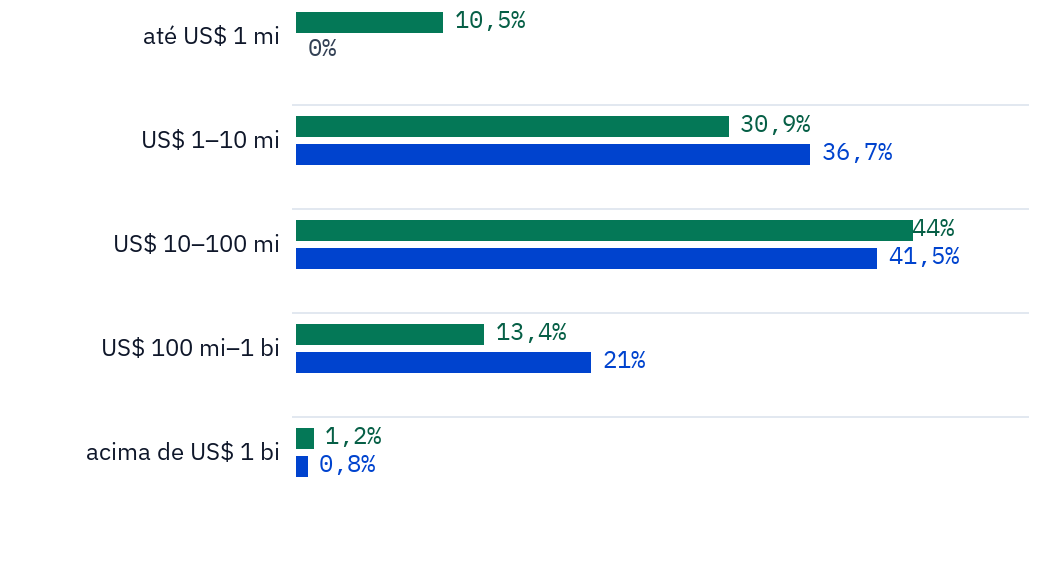 até US$ 1 mi
10,5%
0%
US$ 1–10 mi
30,9%
36,7%
US$ 10–100 mi
44%
41,5%
US$ 100 mi–1 bi
13,4%
21%
acima de US$ 1 bi
1,2%
0,8%